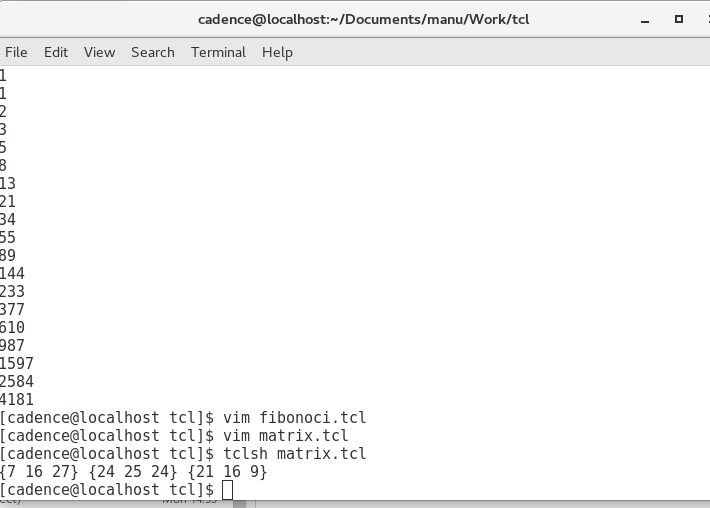 cadence@localhost:~/Documents/manu/Work/tcl
File Edit View Search Terminal Help
1
1
2
3
5
8
13
21
34
55
89
144
233
377
610
987
1597
2584
4181
[cadence@localhost tcl]$ vim fibonoci.tcl
[cadence@localhost tcl]$ vim matrix.tcl
[cadence@localhost tcl]$ tclsh matrix.tcl
{7 16 27} {24 25 24} {21 16 9}
[cadence@localhost tcl]$